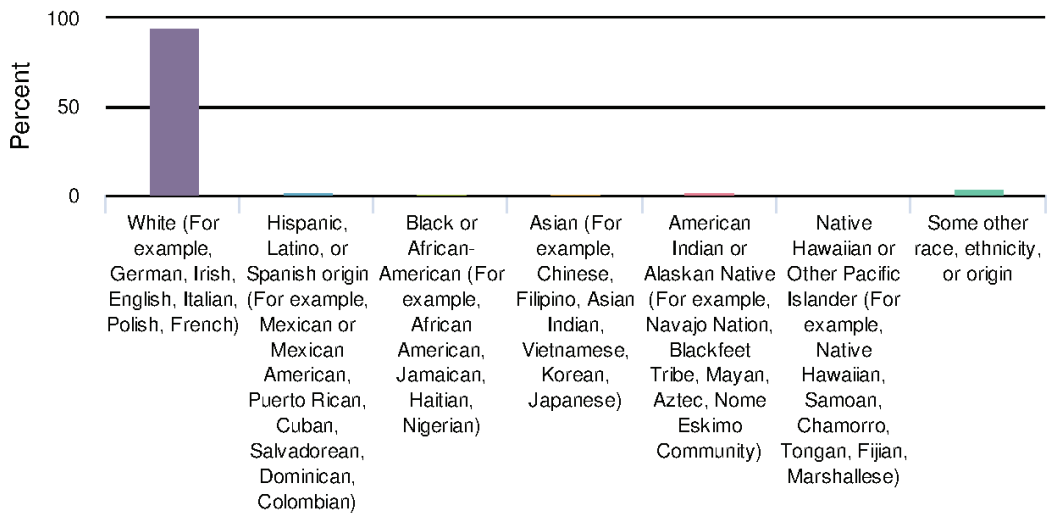 100
50
0
Percent
White (For
example,
German, Irish,
English, Italian,
Polish, French)
Hispanic,
Latino, or
Spanish origin
(For example,
Mexican or
Mexican
American,
Puerto Rican,
Cuban,
Salvadorean,
Dominican,
Colombian)
Black or
African-
American (For
example,
African
American,
Jamaican,
Haitian,
Nigerian)
Asian (For
example,
Chinese,
Filipino, Asian
Indian,
Vietnamese,
Korean,
Japanese)
American
Indian or
Alaskan Native
(For example,
Navajo Nation,
Blackfeet
Tribe, Mayan,
Aztec, Nome
Eskimo
Community)
Native
Hawaiian or
Other Pacific
Islander (For
example,
Native
Hawaiian,
Samoan,
Chamorro,
Tongan, Fijian,
Marshallese)
Some other
race, ethnicity,
or origin